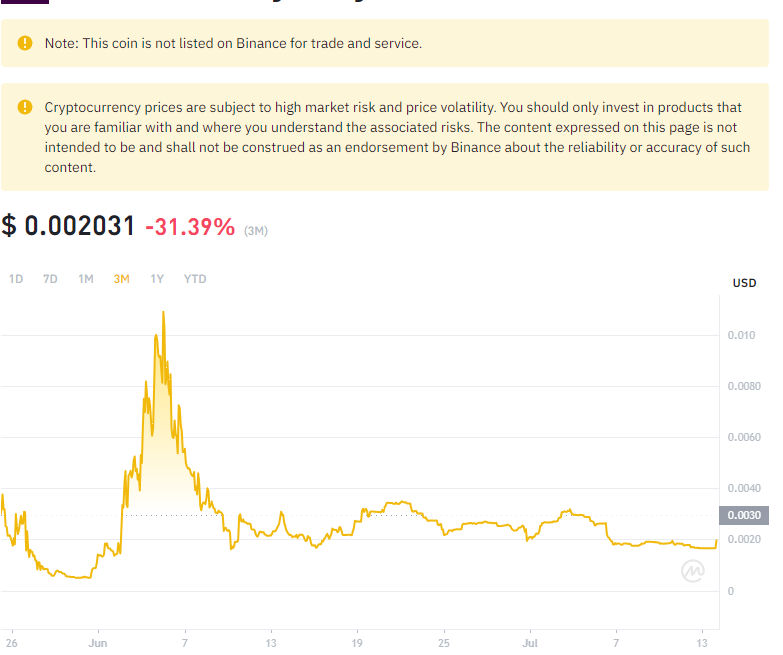 Note: This coin is not listed on Binance for trade and service.
Cryptocurrency prices are subject to high market risk and price volatility. You should only invest in products that
you are familiar with and where you understand the associated risks. The content expressed on this page is not
intended to be and shall not be construed as an endorsement by Binance about the reliability or accuracy of such
content.
$ 0.002031 -31.39% (3M)
1D 7D 1M 3M 1Y YTD
USD
0.010
0.0080
0.0060
0.0040
0.0030
0.0020
0
26 Jun 7 13 19 25 Jul 7 13